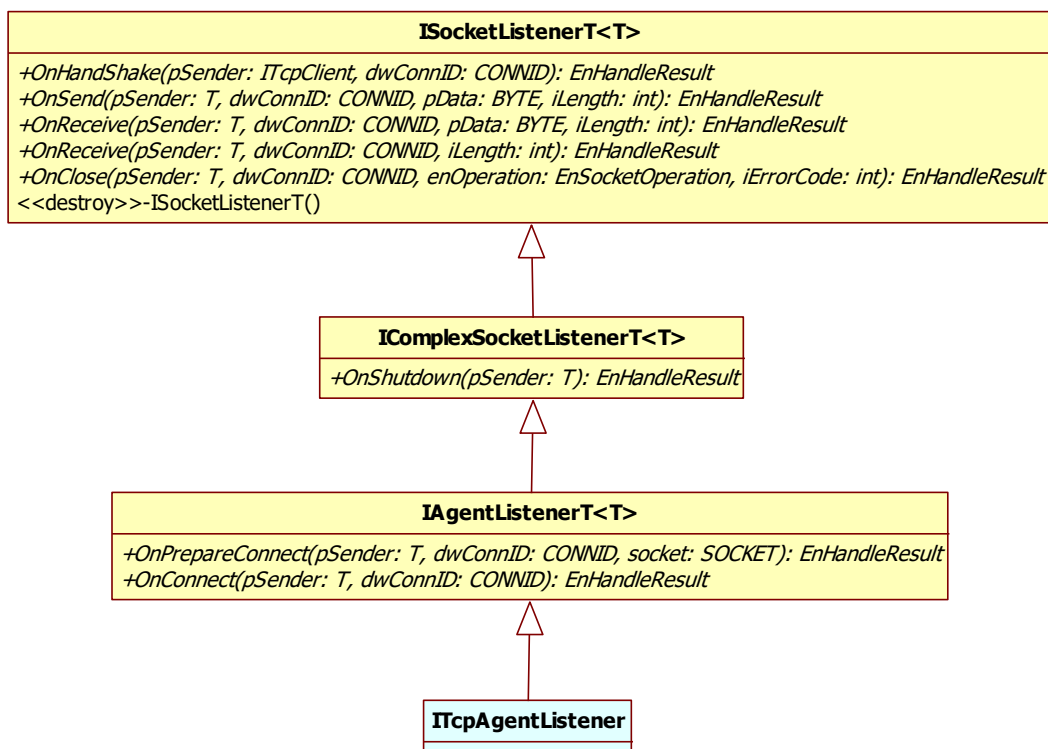 ISocketListenerT<T>
+OnHandShake(pSender: ITcpClient, dwConnID: CONNID): EnHandleResult
+OnSend(pSender: T, dwConnID: CONNID, pData: BYTE, iLength: int): EnHandleResult
+OnReceive(pSender: T, dwConnID: CONNID, pData: BYTE, iLength: int): EnHandleResult
+OnReceive(pSender: T, dwConnID: CONNID, iLength: int): EnHandleResult
+OnClose(pSender: T, dwConnID: CONNID, enOperation: EnSocketOperation, iErrorCode: int): EnHandleResult
<<destroy>>-ISocketListenerT()
IComplexSocketListenerT<T>
+OnShutdown(pSender: T): EnHandleResult
IAgentListenerT<T>
+OnPrepareConnect(pSender: T, dwConnID: CONNID, socket: SOCKET): EnHandleResult
+OnConnect(pSender: T, dwConnID: CONNID): EnHandleResult
ITcpAgentListener